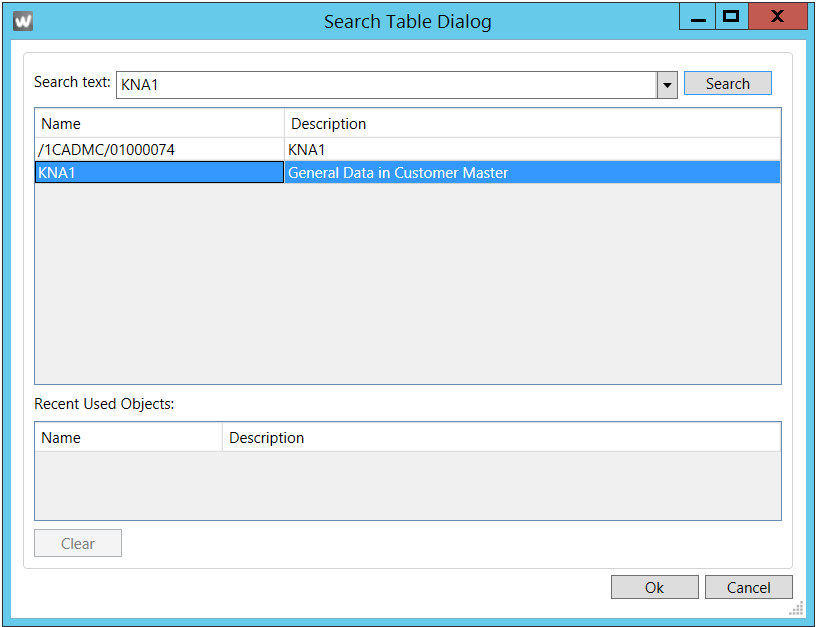 W
Search Table Dialog
X
Search text: KNA1 Search
Name Description
/1CADMC/01000074 KNA1
KNA1 General Data in Customer Master
Recent Used Objects:
Name Description
Clear
Ok Cancel